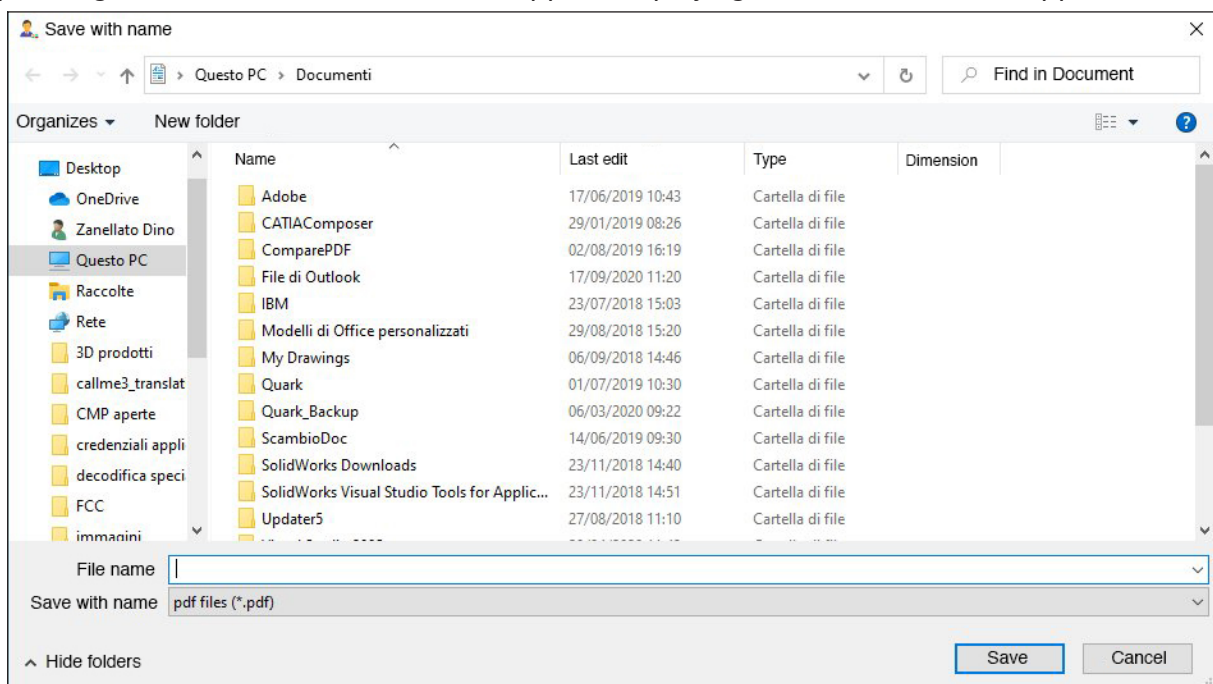 Save with name
Questo PC > Documenti
Find in Document
Organizes
New folder
Name Last edit Type Dimension
Desktop
OneDrive
Zanellato Dino
Questo PC
Raccolte
Rete
3D prodotti
callme3_translat
CMP aperte
credenziali appli
decodifica speci
FCC
immagini
Adobe 17/06/2019 10:43 Cartella di file
CATIAComposer 29/01/2019 08:26 Cartella di file
ComparePDF 02/08/2019 16:19 Cartella di file
File di Outlook 17/09/2020 11:20 Cartella di file
IBM 23/07/2018 15:03 Cartella di file
Modelli di Office personalizzati 29/08/2018 15:20 Cartella di file
My Drawings 06/09/2018 14:46 Cartella di file
Quark 01/07/2019 10:30 Cartella di file
Quark_Backup 06/03/2020 09:22 Cartella di file
ScambioDoc 14/06/2019 09:30 Cartella di file
SolidWorks Downloads 23/11/2018 14:40 Cartella di file
SolidWorks Visual Studio Tools for Applic... 23/11/2018 14:51 Cartella di file
Updater5 27/08/2018 11:10 Cartella di file
File name
Save with name pdf files (*.pdf)
Hide folders
Save
Cancel